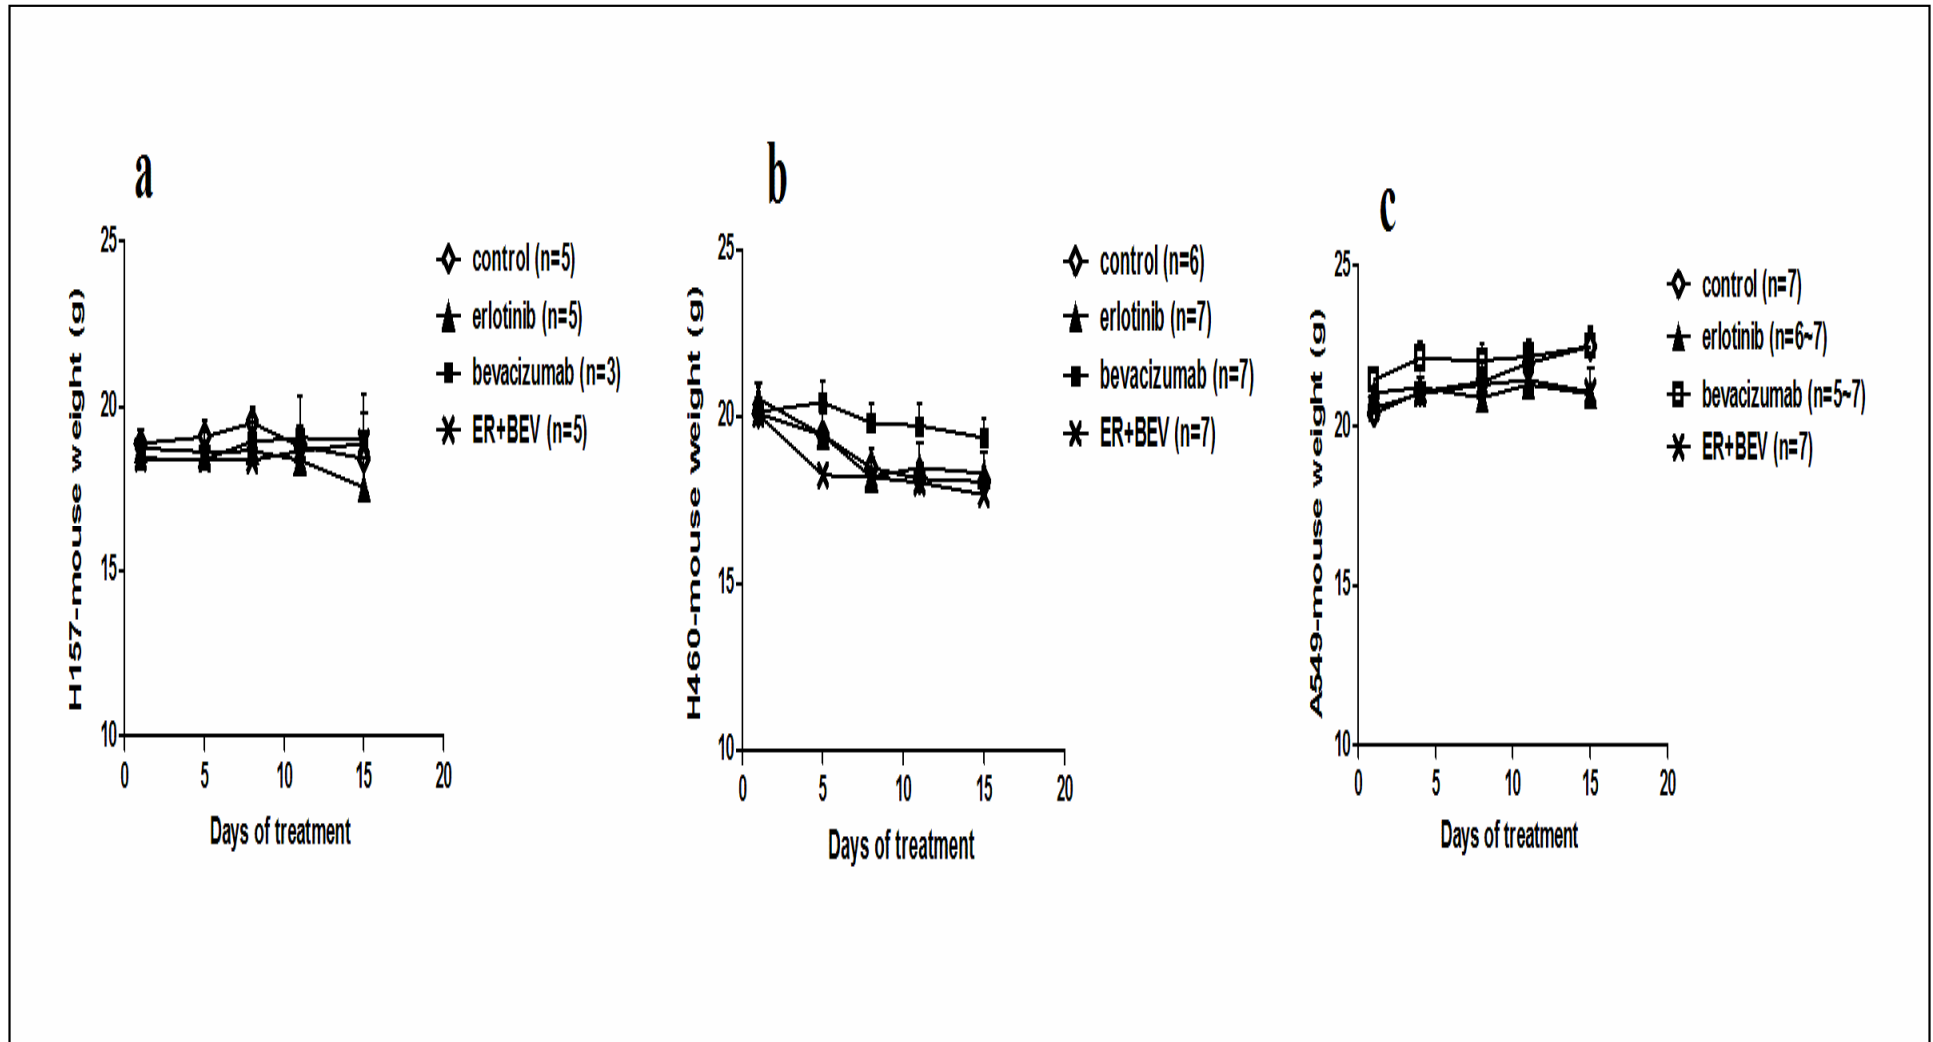 a
25
20
15
10
0 5 10 15 20
H157-mouse weight (g)
Days of treatment
control (n=5)
erlotinib (n=5)
bevacizumab (n=3)
ER+BEV (n=5)
b
25
20
15
10
0 5 10 15 20
H460-mouse weight (g)
Days of treatment
control (n=6)
erlotinib (n=7)
bevacizumab (n=7)
ER+BEV (n=7)
c
25
20
15
10
0 5 10 15 20
A549-mouse weight (g)
Days of treatment
control (n=7)
erlotinib (n=6~7)
bevacizumab (n=5~7)
ER+BEV (n=7)